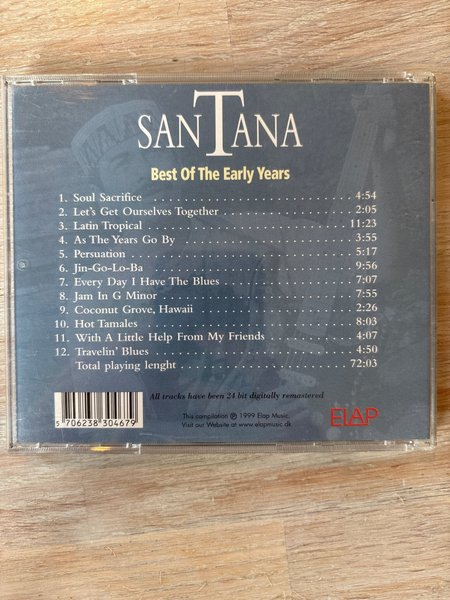 SANTANA
Best Of The Early Years
1. Soul Sacrifice 4:54
2. Let's Get Ourselves Together 2:05
3. Latin Tropical 11:23
4. As The Years Go By 3:55
5. Persuation 5:17
6. Jin-Go-Lo-Ba 9:56
7. Every Day I Have The Blues 7:07
8. Jam In G Minor 7:55
9. Coconut Grove, Hawaii 2:26
10. Hot Tamales 8:03
11. With A Little Help From My Friends 4:07
12. Travelin' Blues 4:50
Total playing lenght 72:03
All tracks have been 24 bit digitally remastered
This compilation ℗ 1999 Elap Music.
Visit our Website at www.elapmusic.dk
ELAP
5 706238 304679